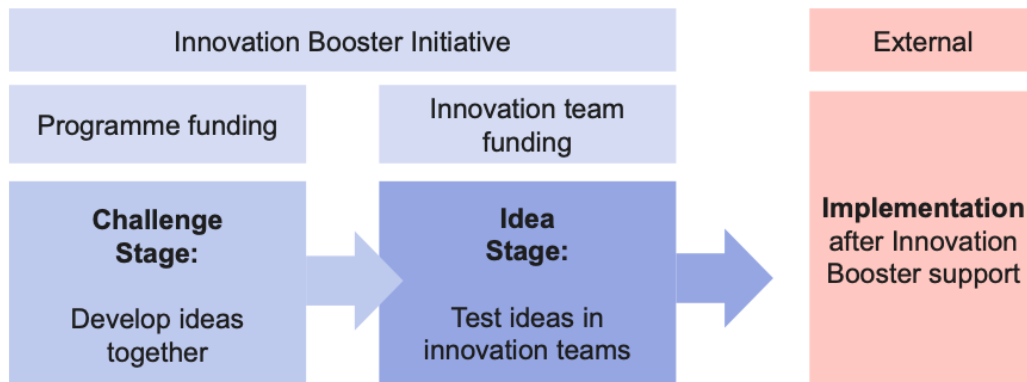 Innovation Booster Initiative
External
Programme funding
Innovation team
funding
Challenge
Stage:
Develop ideas
together
Idea
Stage:
Test ideas in
innovation teams
Implementation
after Innovation
Booster support